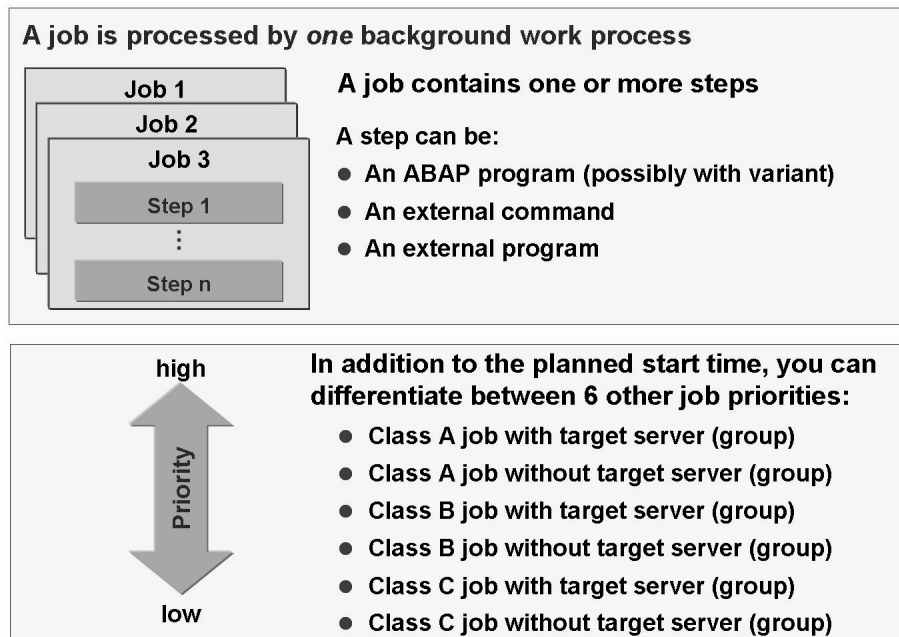 A job is processed by one background work process
Job 1
Job 2
Job 3
Step 1
⋮
Step n
A job contains one or more steps
A step can be:
● An ABAP program (possibly with variant)
● An external command
● An external program
high
Priority
low
In addition to the planned start time, you can
differentiate between 6 other job priorities:
● Class A job with target server (group)
● Class A job without target server (group)
● Class B job with target server (group)
● Class B job without target server (group)
● Class C job with target server (group)
● Class C job without target server (group)